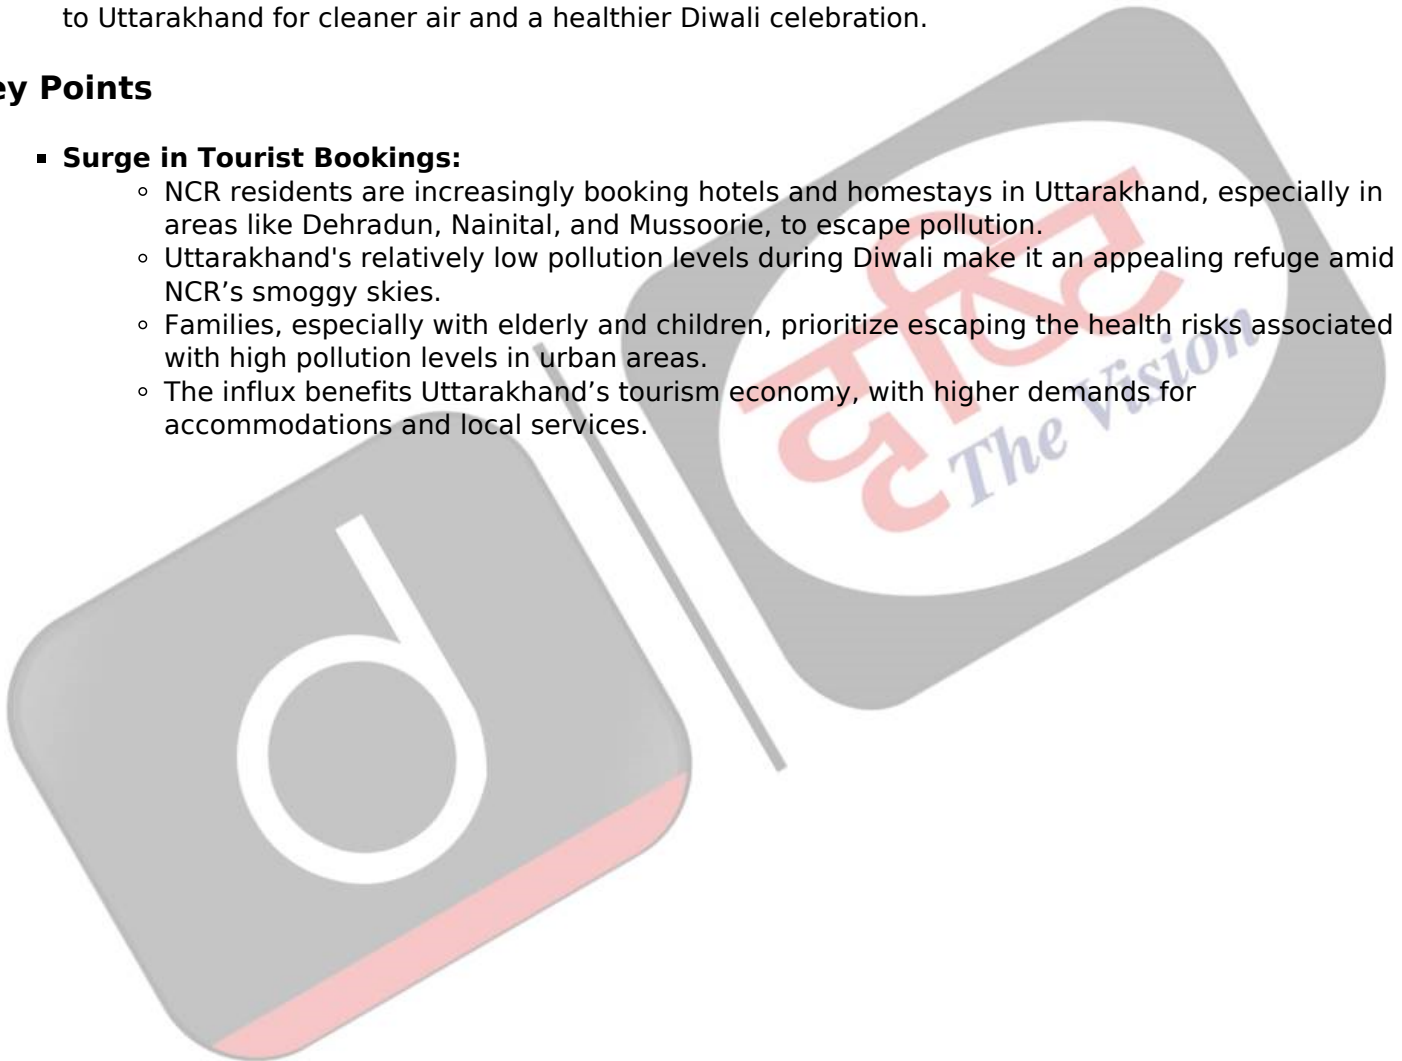 to Uttarakhand for cleaner air and a healthier Diwali celebration.
ey Points
▪ Surge in Tourist Bookings:
◦ NCR residents are increasingly booking hotels and homestays in Uttarakhand, especially in
areas like Dehradun, Nainital, and Mussoorie, to escape pollution.
◦ Uttarakhand's relatively low pollution levels during Diwali make it an appealing refuge amid
NCR’s smoggy skies.
◦ Families, especially with elderly and children, prioritize escaping the health risks associated
with high pollution levels in urban areas.
◦ The influx benefits Uttarakhand’s tourism economy, with higher demands for
accommodations and local services.
दृष्टि
The Vision
d